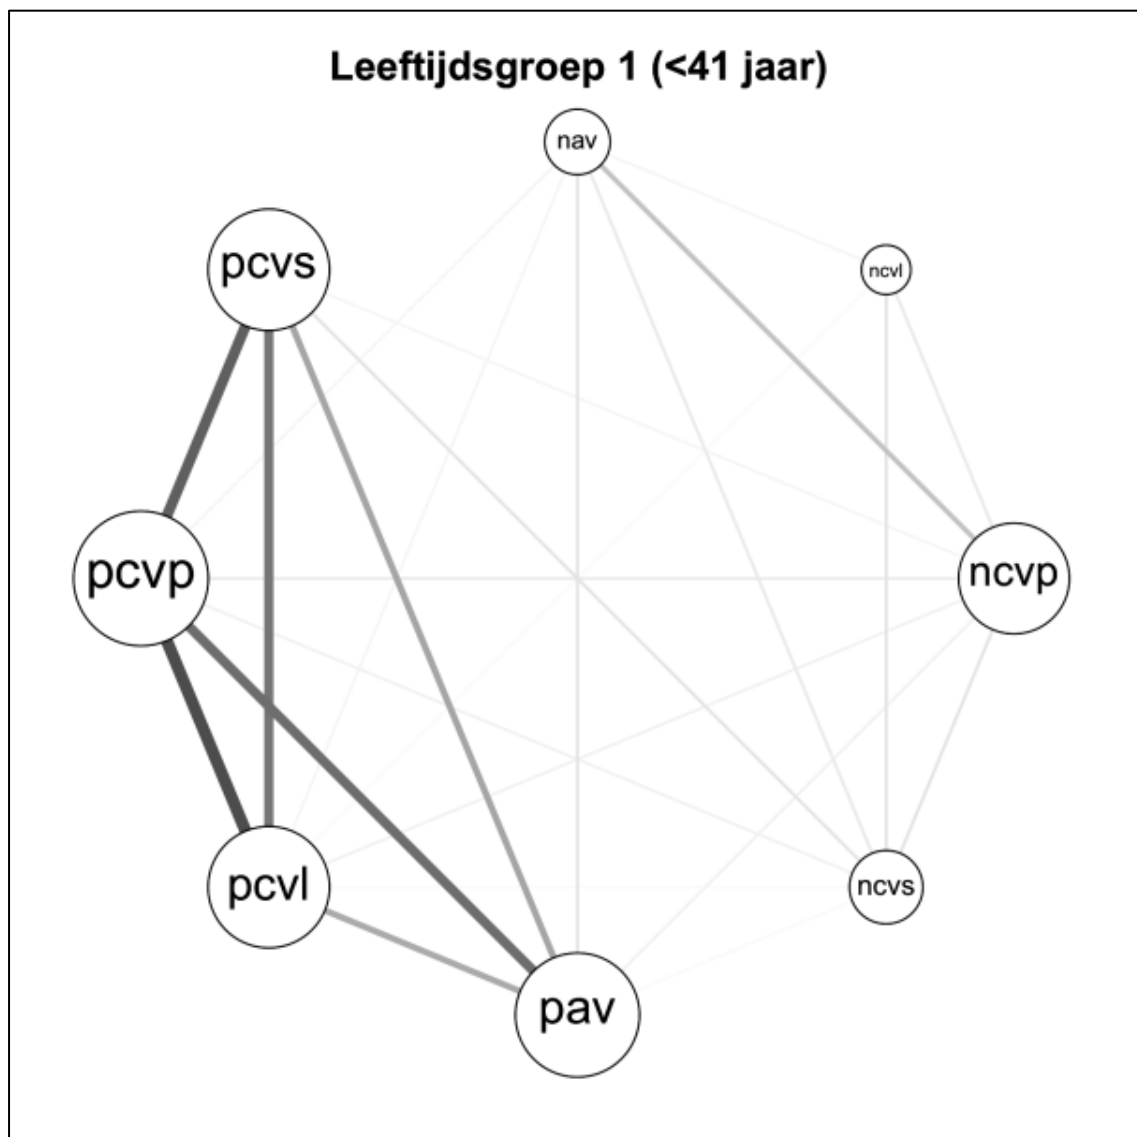 Leeftijdsgroep 1 (<41 jaar)
nav
pcvs
ncvl
pcvp
ncvp
pcvl
ncvs
pav